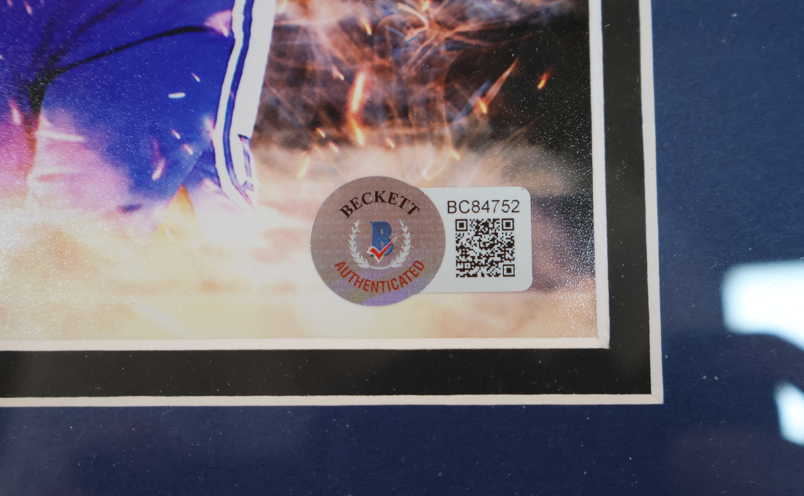 BECKETT
B
AUTHENTICATED
BC84752